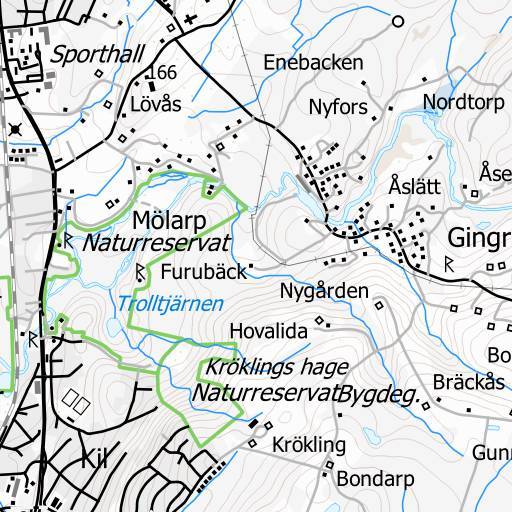 Sporthall
Enebacken
166
Lövås
Nyfors
Nordtorp
Åslätt
Åse
Mölarp
Naturreservat
Gingr
Furubäck
Trolltjärnen
Nygården
Hovalida
Bo
Kröklings hage
Naturreservat
Bygdeg.
Bräckås
Krökling
Kil
Gunn
Bondarp